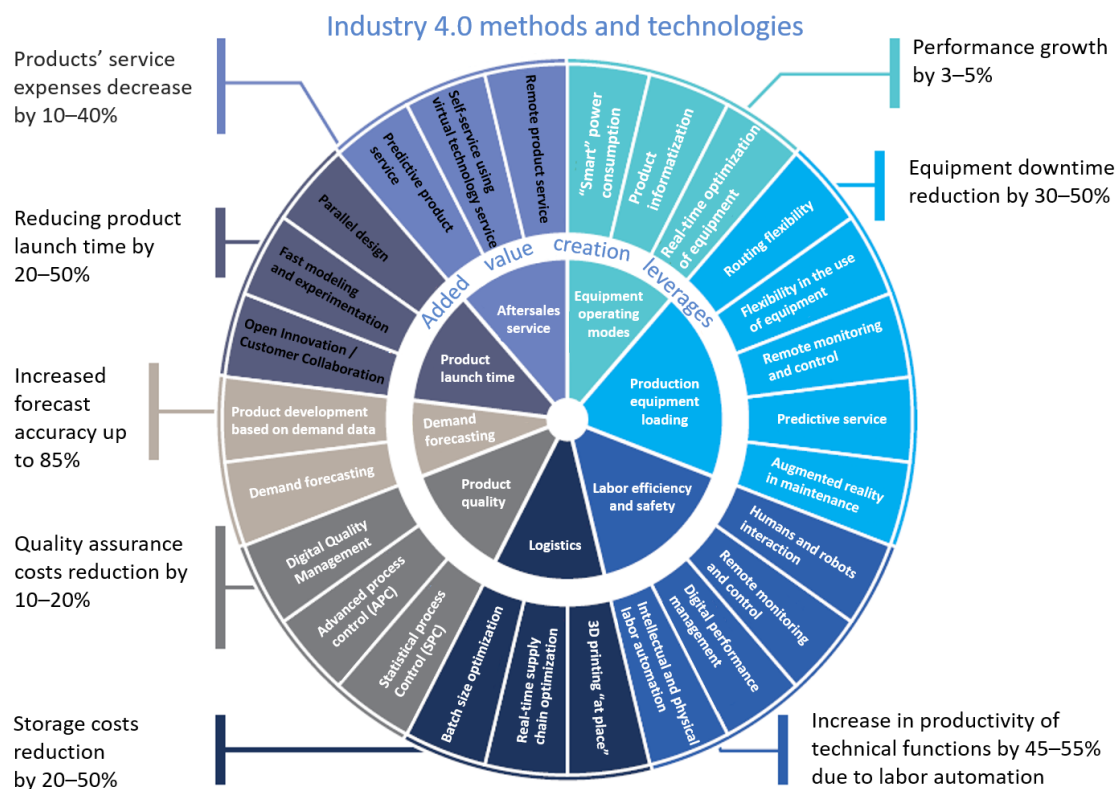 Industry 4.0 methods and technologies
Products’ service
expenses decrease
by 10–40%
Reducing product
launch time by
20–50%
Increased
forecast
accuracy up
to 85%
Quality assurance
costs reduction by
10–20%
Storage costs
reduction
by 20–50%
Performance growth
by 3–5%
Equipment downtime
reduction by 30–50%
Increase in productivity of
technical functions by 45–55%
due to labor automation
"Smart" power
consumption
Product
informatization
Real-time optimization
of equipment
Routing flexibility
Flexibility in the use
of equipment
Remote monitoring
and control
Predictive service
Augmented reality
in maintenance
Humans and robots
interaction
Remote monitoring
and control
Digital performance
management
Intellectual and physical
labor automation
3D printing "at place"
Real-time supply
chain optimization
Batch size optimization
Statistical process
Control (SPC)
Advanced process
control (APC)
Digital Quality
Management
Demand forecasting
Product development
based on demand data
Open Innovation /
Customer Collaboration
Fast modeling
and experimentation
Parallel design
Predictive product
service
Self-service using
virtual technology service
Remote product service
Added value creation leverages
Equipment
operating
modes
Production
equipment
loading
Labor efficiency
and safety
Logistics
Product
quality
Demand
forecasting
Product
launch time
Aftersales
service